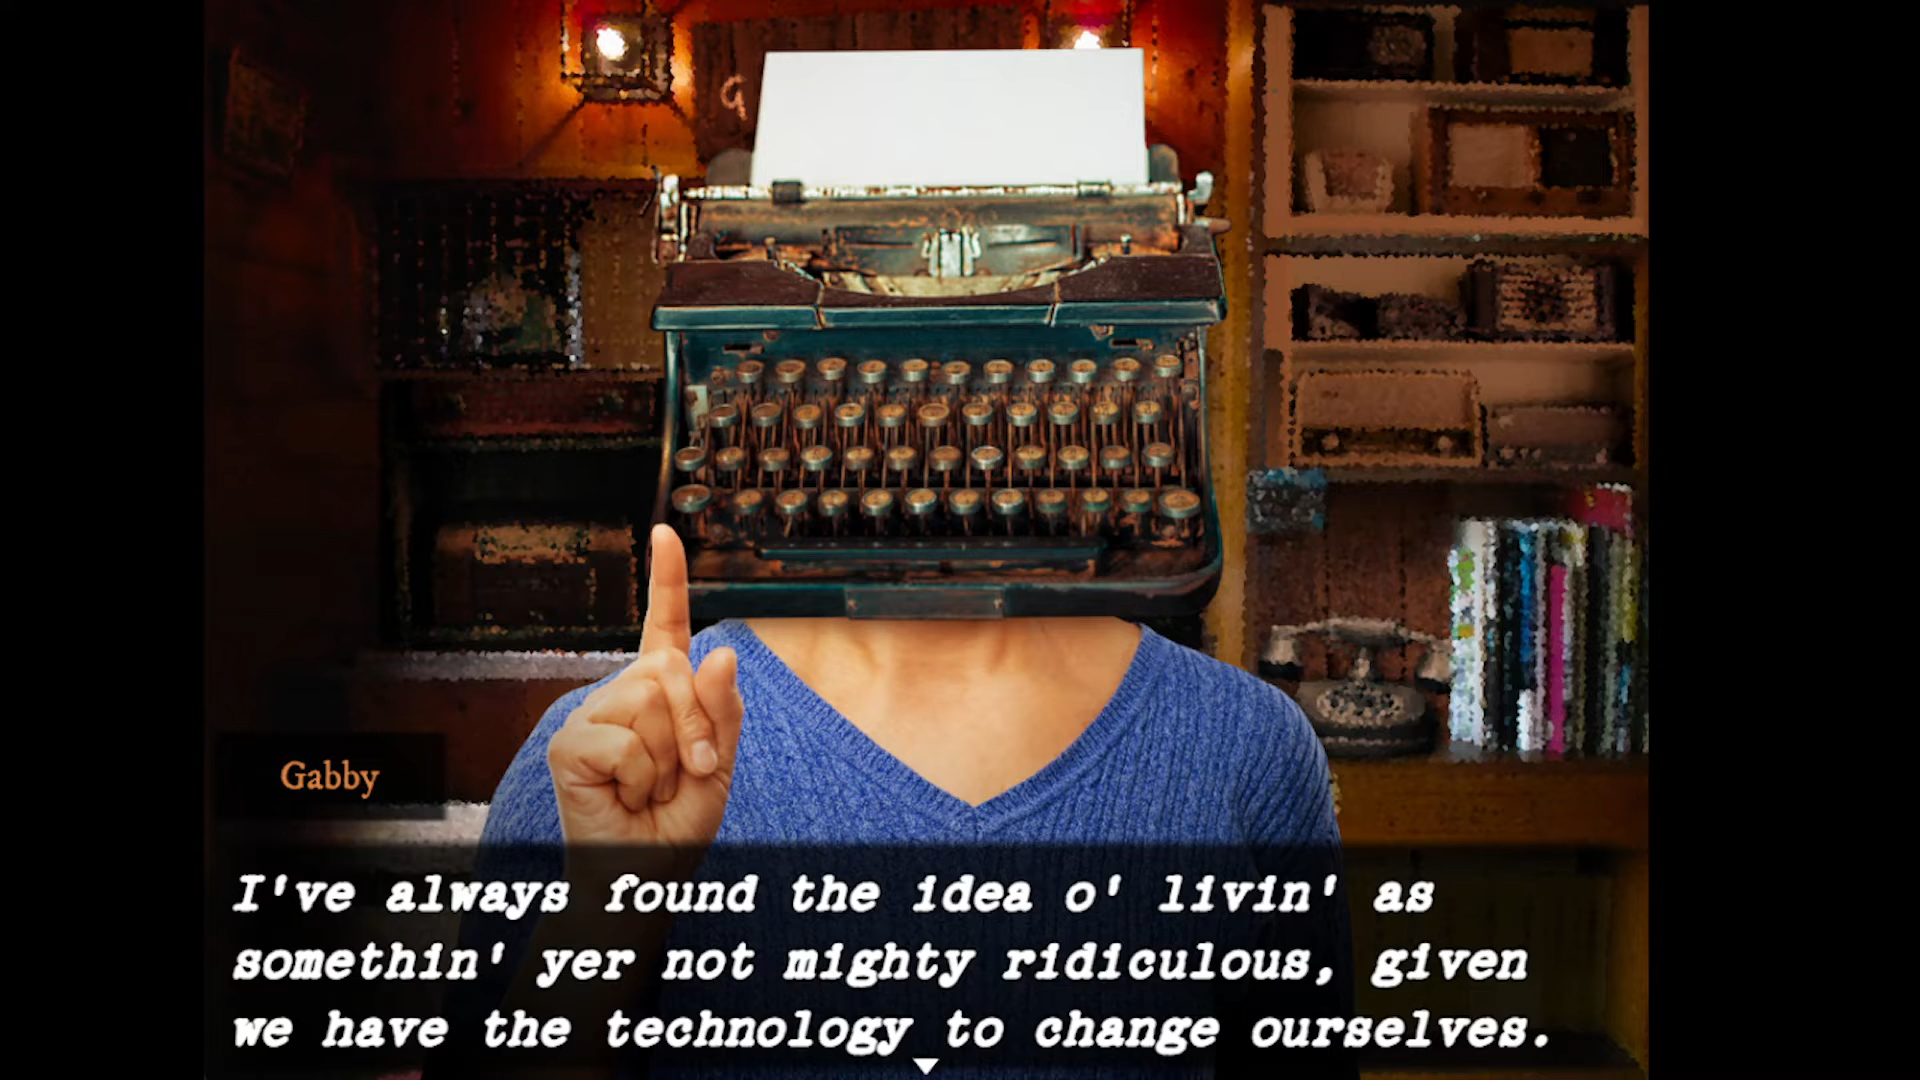 Gabby
I've always found the idea o' livin' as
somethin' yer not mighty ridiculous, given
we have the technology to change ourselves.